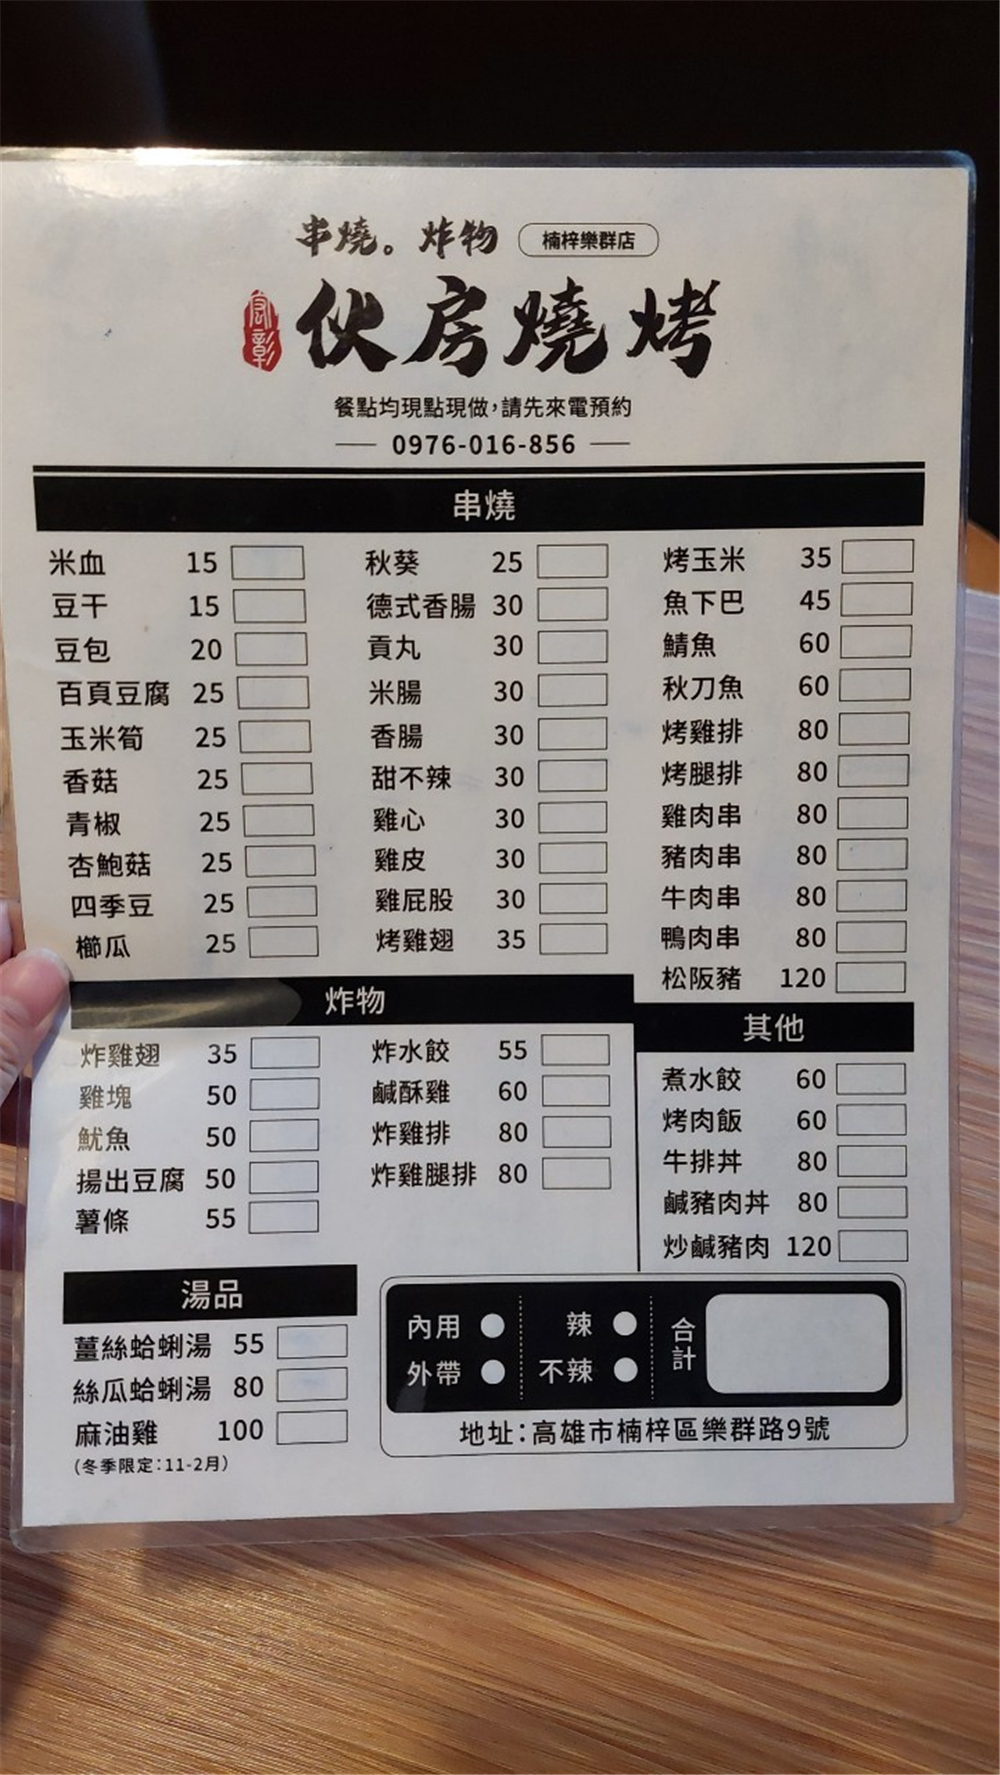 串燒。炸物 楠梓樂群店
伙房燒烤
餐點均現點現做,請先來電預約
0976-016-856
串燒
米血 15
豆干 15
豆包 20
百頁豆腐 25
玉米筍 25
香菇 25
青椒 25
杏鮑菇 25
四季豆 25
櫛瓜 25
秋葵 25
德式香腸 30
貢丸 30
米腸 30
香腸 30
甜不辣 30
雞心 30
雞皮 30
雞屁股 30
烤雞翅 35
烤玉米 35
魚下巴 45
鯖魚 60
秋刀魚 60
烤雞排 80
烤腿排 80
雞肉串 80
豬肉串 80
牛肉串 80
鴨肉串 80
松阪豬 120
炸物
炸雞翅 35
雞塊 50
魷魚 50
揚出豆腐 50
薯條 55
炸水餃 55
鹹酥雞 60
炸雞排 80
炸雞腿排 80
其他
煮水餃 60
烤肉飯 60
牛排丼 80
鹹豬肉丼 80
炒鹹豬肉 120
湯品
薑絲蛤蜊湯 55
絲瓜蛤蜊湯 80
麻油雞 100
(冬季限定:11-2月)
內用 辣
外帶 不辣
合計
地址:高雄市楠梓區樂群路9號